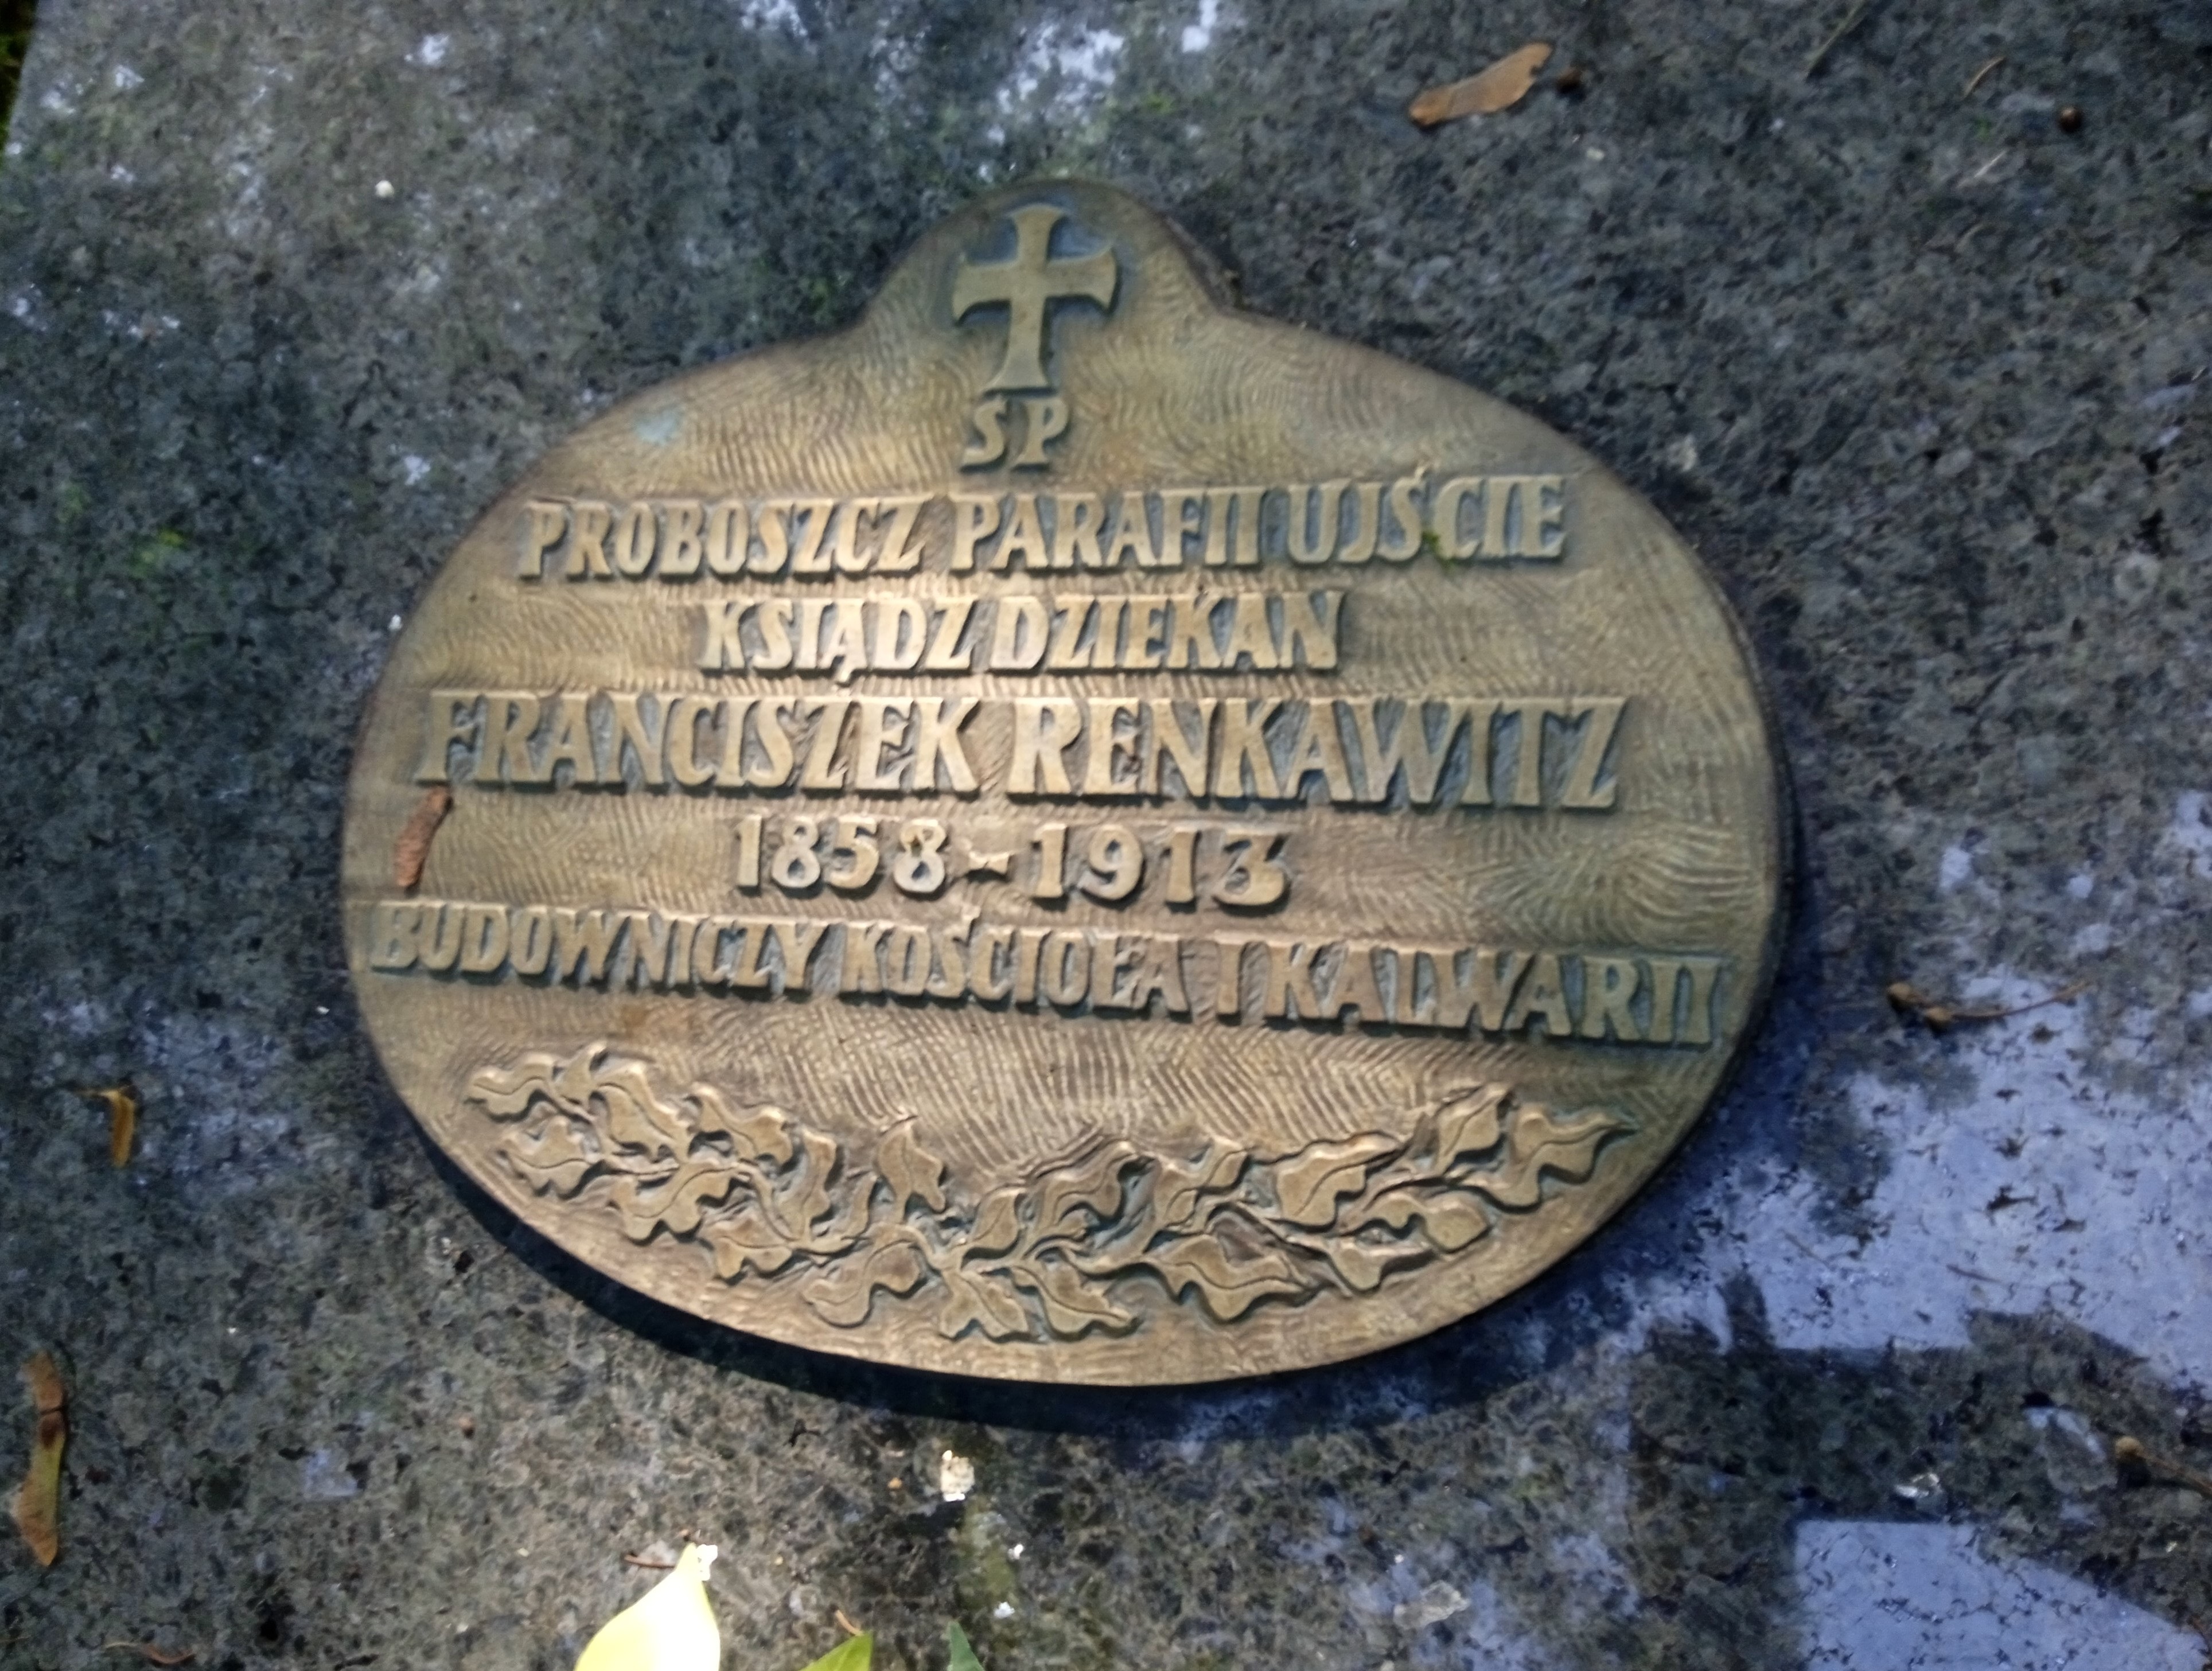 SP
PROBOSZCZ PARAFII UJŚCIE
KSIĄDZ DZIEKAN
FRANCISZEK RENKAWITZ
1858-1913
BUDOWNICZY KOŚCIOŁA I KALWARII